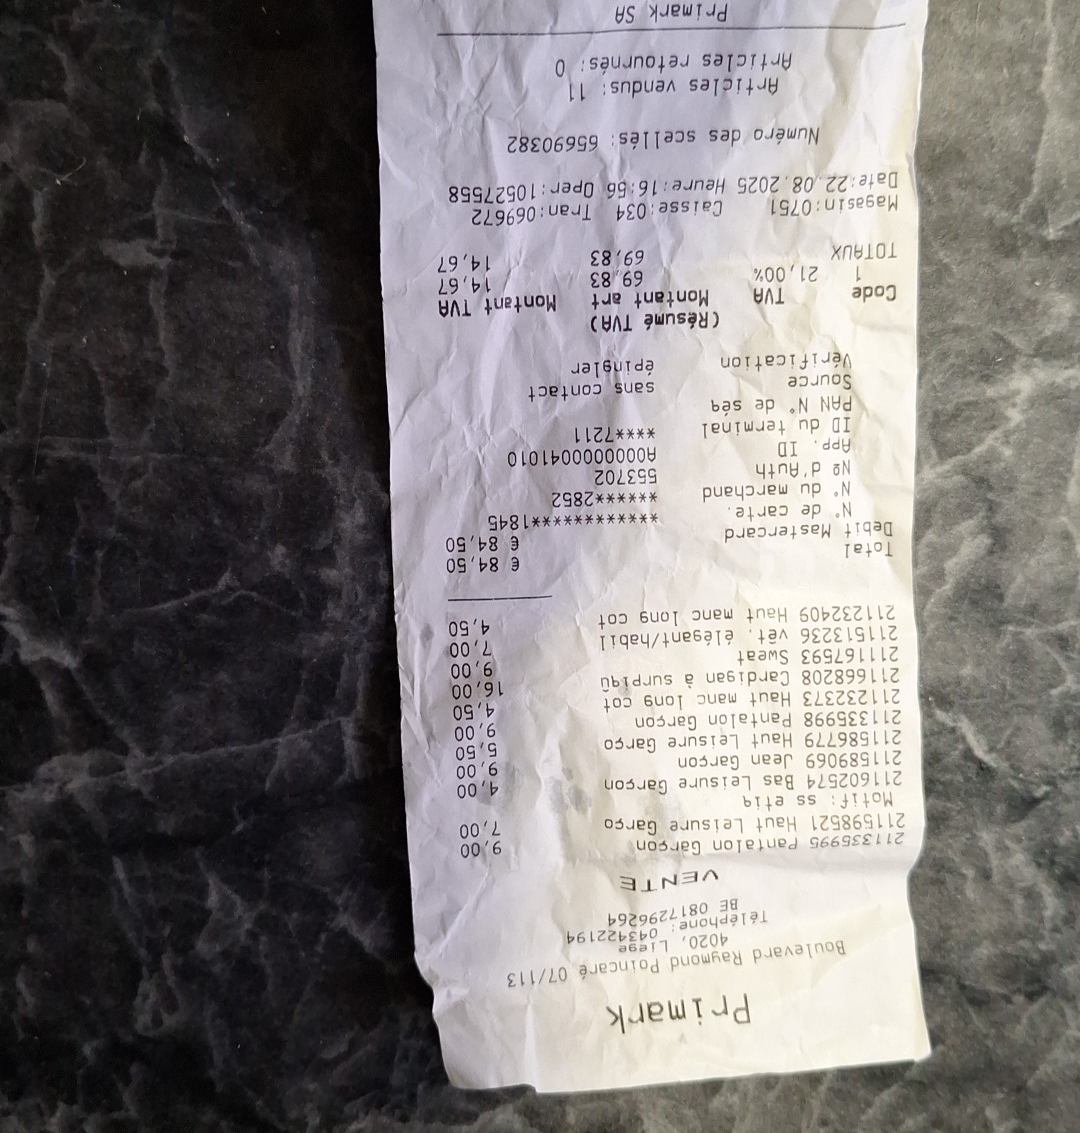 Primark
Boulevard Raymond Poincaré 07/113
4020, Liege
Téléphone: 043422194
BE 0817296264
VENTE
211335995 Pantalon Garçon 9,00
211598521 Haut Leisure Garço 7,00
Motif: ss etiq
211602574 Bas Leisure Garçon 4,00
211589069 Jean Garçon 9,00
211586779 Haut Leisure Garço 5,50
211335998 Pantalon Garçon 9,00
211232373 Haut manc long cot 4,50
211668208 Cardigan à surpiqû 16,00
211167593 Sweat 9,00
211513236 vêt. élégant/habil 7,00
211232409 Haut manc long cot 4,50
Total € 84,50
Debit Mastercard € 84,50
N° de carte. **************1845
N° du marchand *******2852
Nº d'Auth 553702
App. ID A0000000041010
ID du terminal ****7211
PAN N° de séq
Source sans contact
Vérification épingler
(Résumé TVA)
Code TVA Montant art Montant TVA
1 21,00% 69,83 14,67
TOTAUX 69,83 14,67
Magasin:0751 Caisse:034 Tran:069672
Date:22.08.2025 Heure:16:56 Oper:10527558
Numéro des scellés: 65690382
Articles vendus: 11
Articles retournés: 0
Primark SA